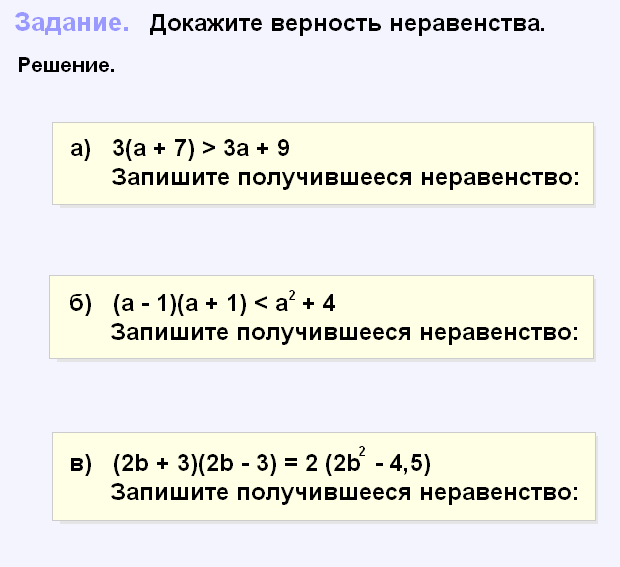 Задание. Докажите верность неравенства.
Решение.
а) 3(a + 7) > 3a + 9
Запишите получившееся неравенство:
б) (a - 1)(a + 1) < a² + 4
Запишите получившееся неравенство:
в) (2b + 3)(2b - 3) = 2 (2b² - 4,5)
Запишите получившееся неравенство: